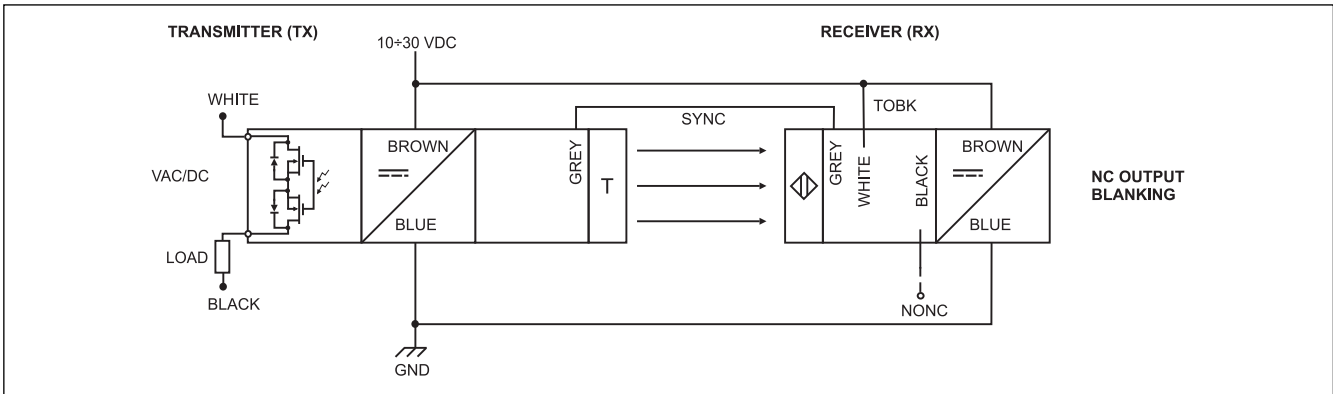 TRANSMITTER (TX)
RECEIVER (RX)
10÷30 VDC
WHITE
TOBK
SYNC
VAC/DC
BROWN
BLUE
GREY
T
GREY
WHITE
BLACK
BROWN
BLUE
NC OUTPUT
BLANKING
LOAD
BLACK
NONC
GND